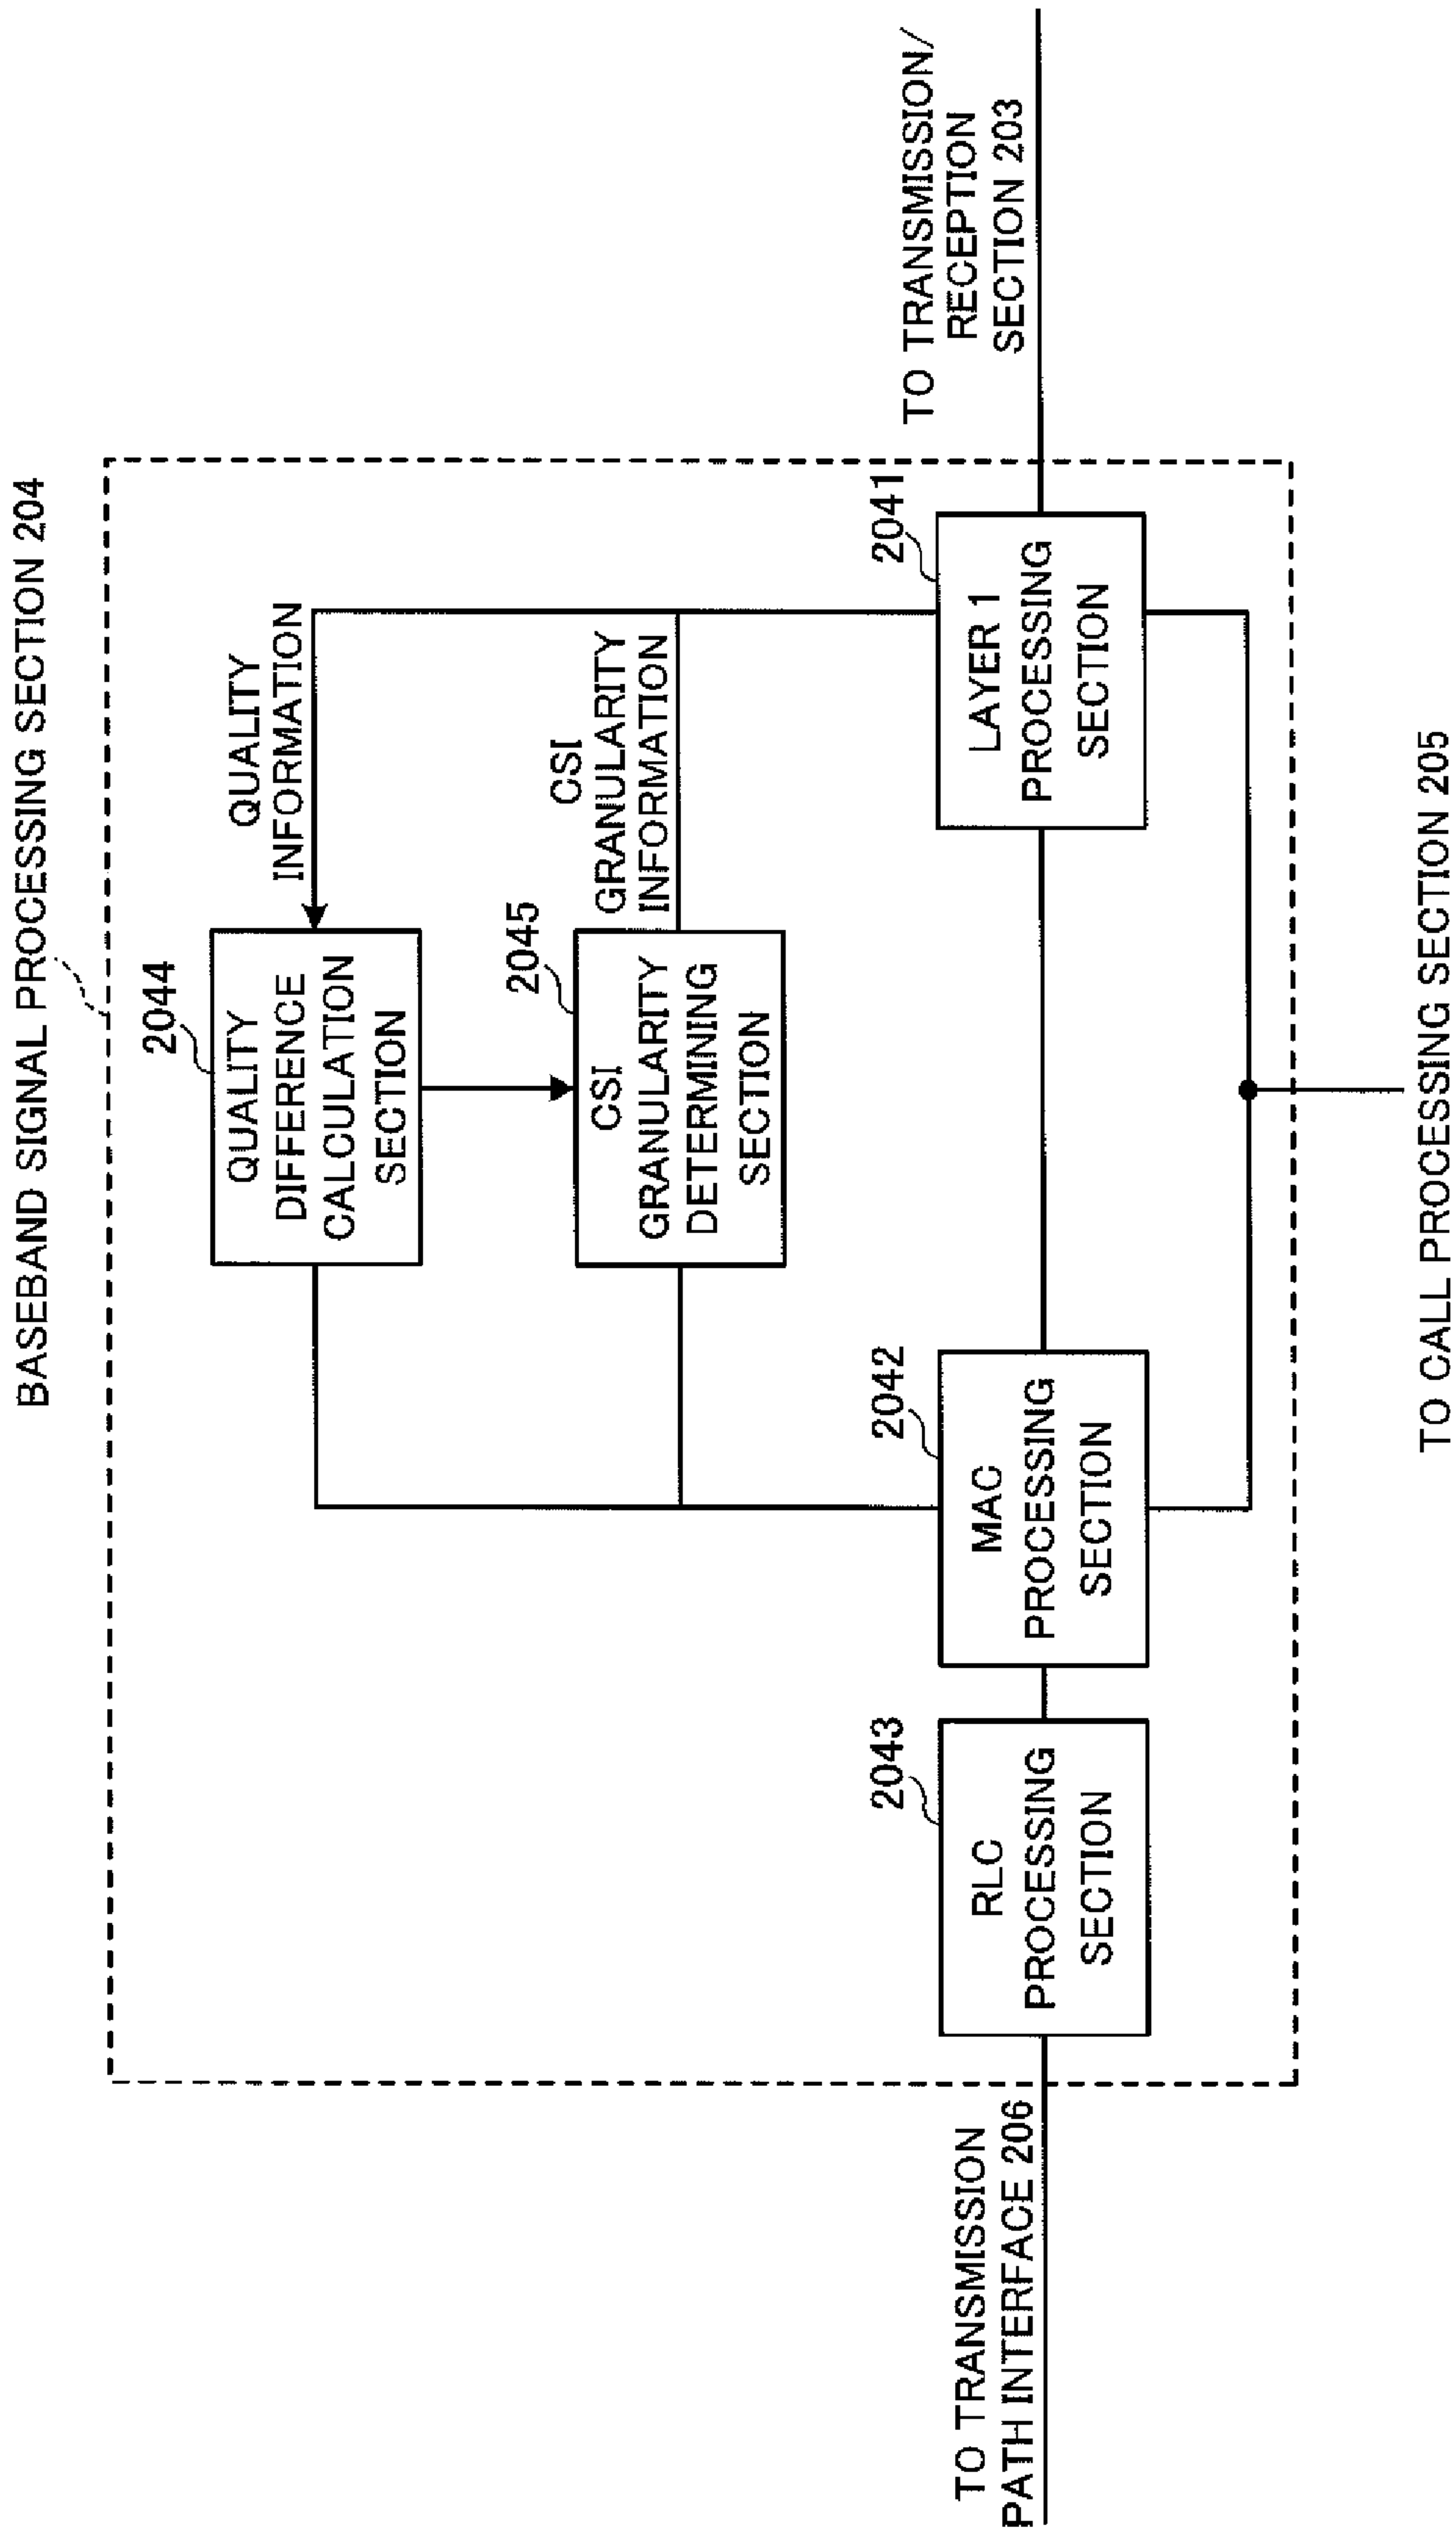 BASEBAND SIGNAL PROCESSING SECTION 204
2044
QUALITY
DIFFERENCE
CALCULATION
SECTION
QUALITY
INFORMATION
2045
CSI
GRANULARITY
DETERMINING
SECTION
CSI
GRANULARITY
INFORMATION
TO TRANSMISSION
PATH INTERFACE 206
2043
RLC
PROCESSING
SECTION
2042
MAC
PROCESSING
SECTION
2041
LAYER 1
PROCESSING
SECTION
TO TRANSMISSION/
RECEPTION
SECTION 203
TO CALL PROCESSING SECTION 205